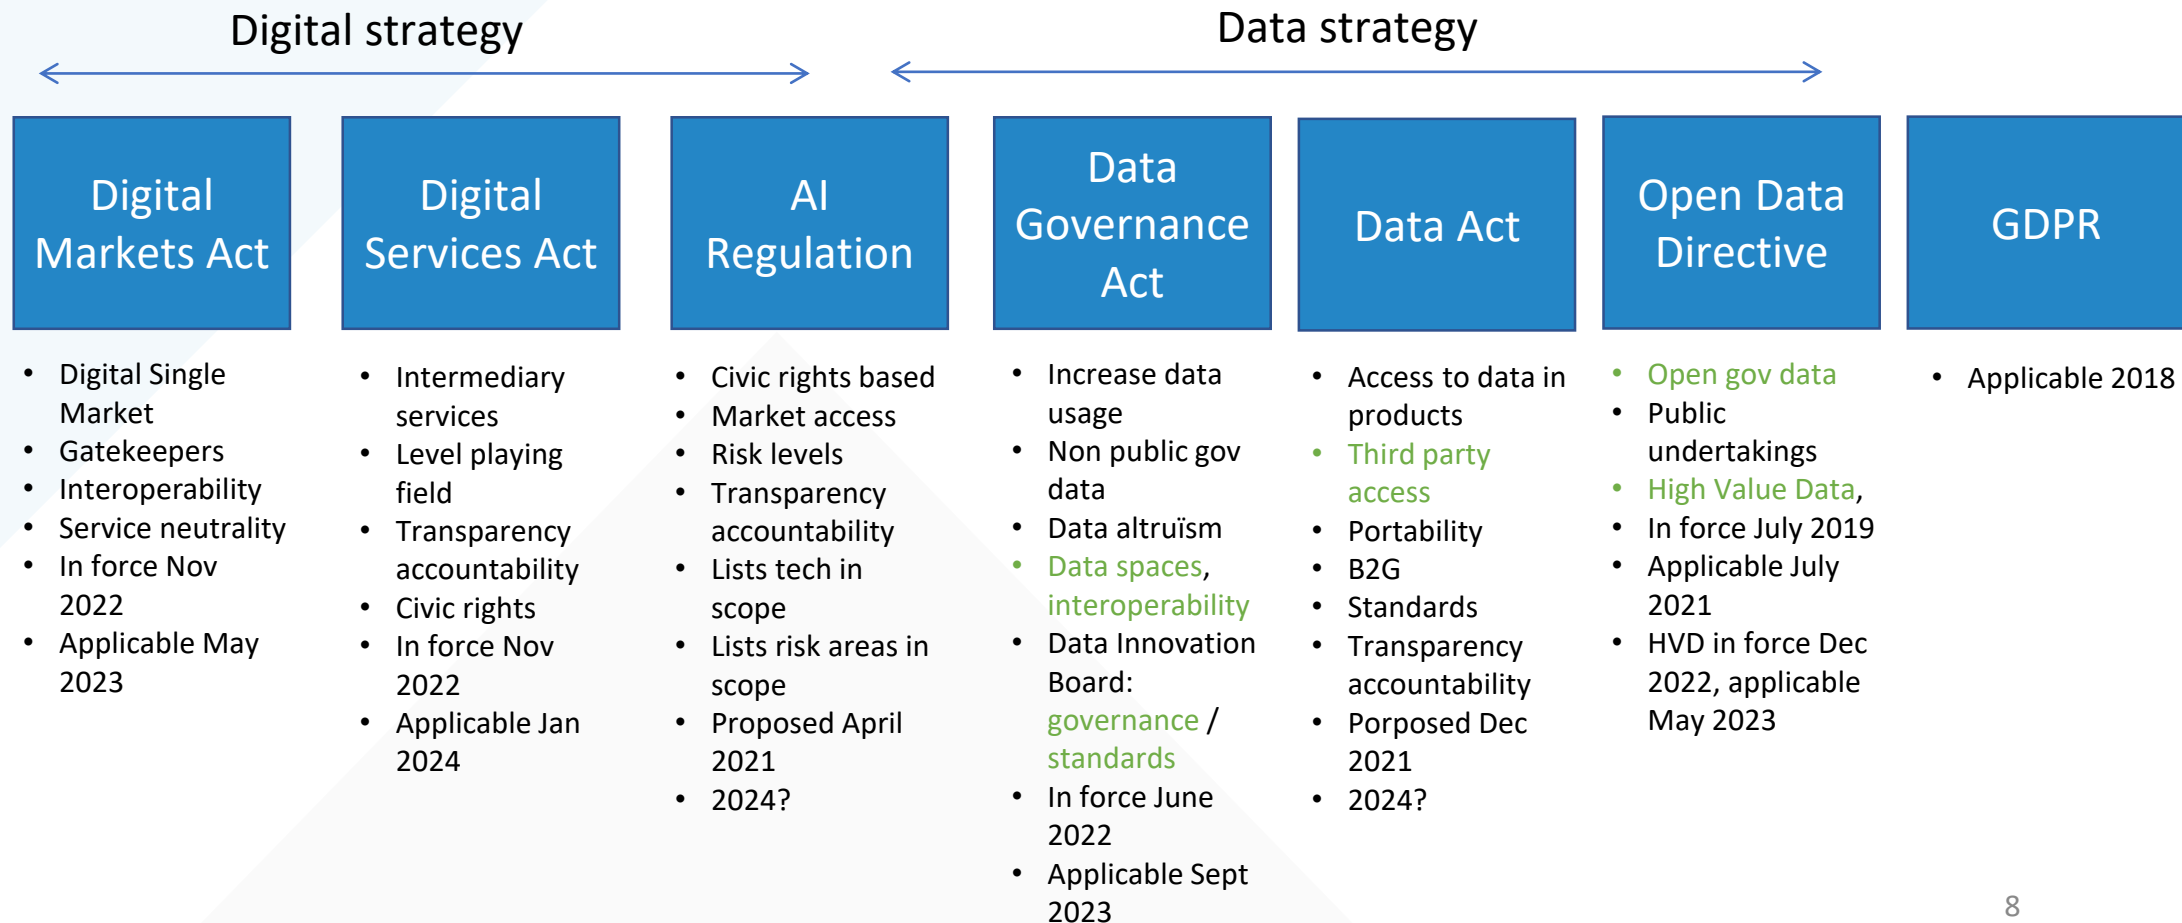 Digital strategy
Data strategy
Digital
Markets Act
Digital
Services Act
AI
Regulation
Data
Governance
Act
Data Act
Open Data
Directive
GDPR
• Digital Single
Market
• Gatekeepers
• Interoperability
• Service neutrality
• In force Nov
2022
• Applicable May
2023
• Intermediary
services
• Level playing
field
• Transparency
accountability
• Civic rights
• In force Nov
2022
• Applicable Jan
2024
• Civic rights based
• Market access
• Risk levels
• Transparency
accountability
• Lists tech in
scope
• Lists risk areas in
scope
• Proposed April
2021
• 2024?
• Increase data
usage
• Non public gov
data
• Data altruïsm
• Data spaces,
interoperability
• Data Innovation
Board:
governance /
standards
• In force June
2022
• Applicable Sept
2023
• Access to data in
products
• Third party
access
• Portability
• B2G
• Standards
• Transparency
accountability
• Porposed Dec
2021
• 2024?
• Open gov data
• Public
undertakings
• High Value Data,
• In force July 2019
• Applicable July
2021
• HVD in force Dec
2022, applicable
May 2023
• Applicable 2018
8